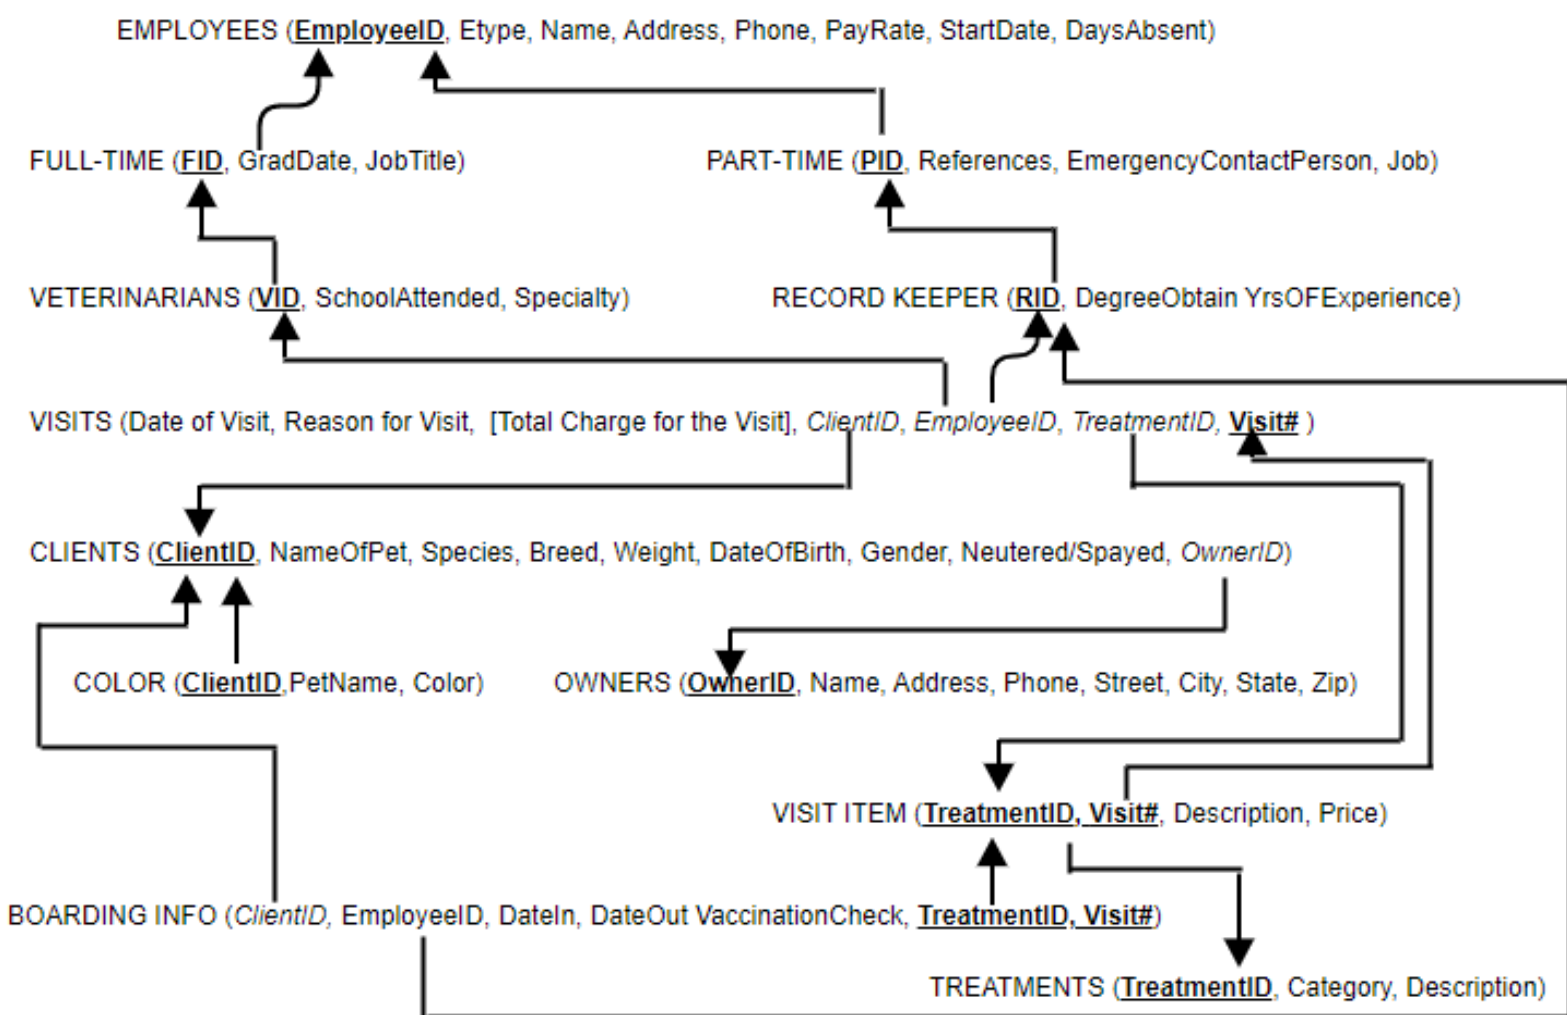 EMPLOYEES (EmployeeID, Etype, Name, Address, Phone, PayRate, StartDate, DaysAbsent)
FULL-TIME (FID, GradDate, JobTitle)
PART-TIME (PID, References, EmergencyContactPerson, Job)
VETERINARIANS (VID, SchoolAttended, Specialty)
RECORD KEEPER (RID, DegreeObtain YrsOFExperience)
VISITS (Date of Visit, Reason for Visit, [Total Charge for the Visit], ClientID, EmployeeID, TreatmentID, Visit# )
CLIENTS (ClientID, NameOfPet, Species, Breed, Weight, DateOfBirth, Gender, Neutered/Spayed, OwnerID)
COLOR (ClientID,PetName, Color)
OWNERS (OwnerID, Name, Address, Phone, Street, City, State, Zip)
VISIT ITEM (TreatmentID, Visit#, Description, Price)
BOARDING INFO (ClientID, EmployeeID, DateIn, DateOut VaccinationCheck, TreatmentID, Visit#)
TREATMENTS (TreatmentID, Category, Description)